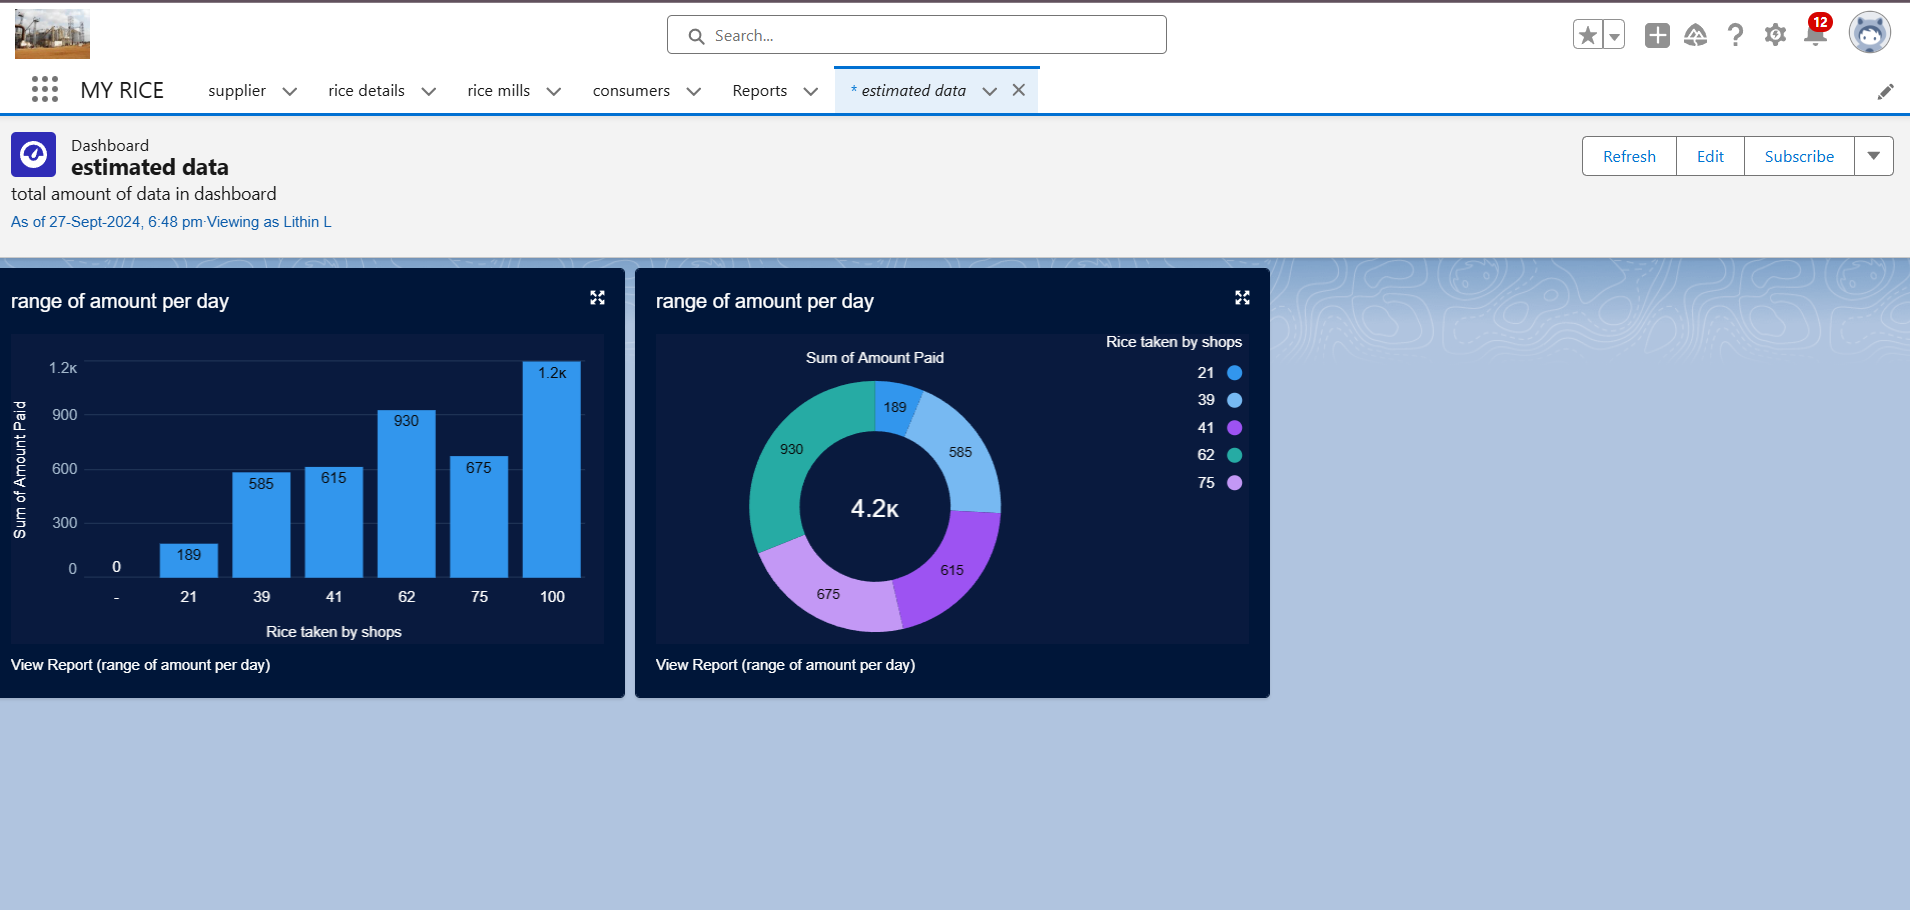 Search...
12
MY RICE
supplier
rice details
rice mills
consumers
Reports
* estimated data
Dashboard
estimated data
total amount of data in dashboard
As of 27-Sept-2024, 6:48 pm·Viewing as Lithin L
Refresh
Edit
Subscribe
range of amount per day
Sum of Amount Paid
1.2K
900
600
300
0
0
189
585
615
930
675
1.2K
-
21
39
41
62
75
100
Rice taken by shops
View Report (range of amount per day)
range of amount per day
Rice taken by shops
21
39
41
62
75
Sum of Amount Paid
189
585
615
675
930
4.2K
View Report (range of amount per day)